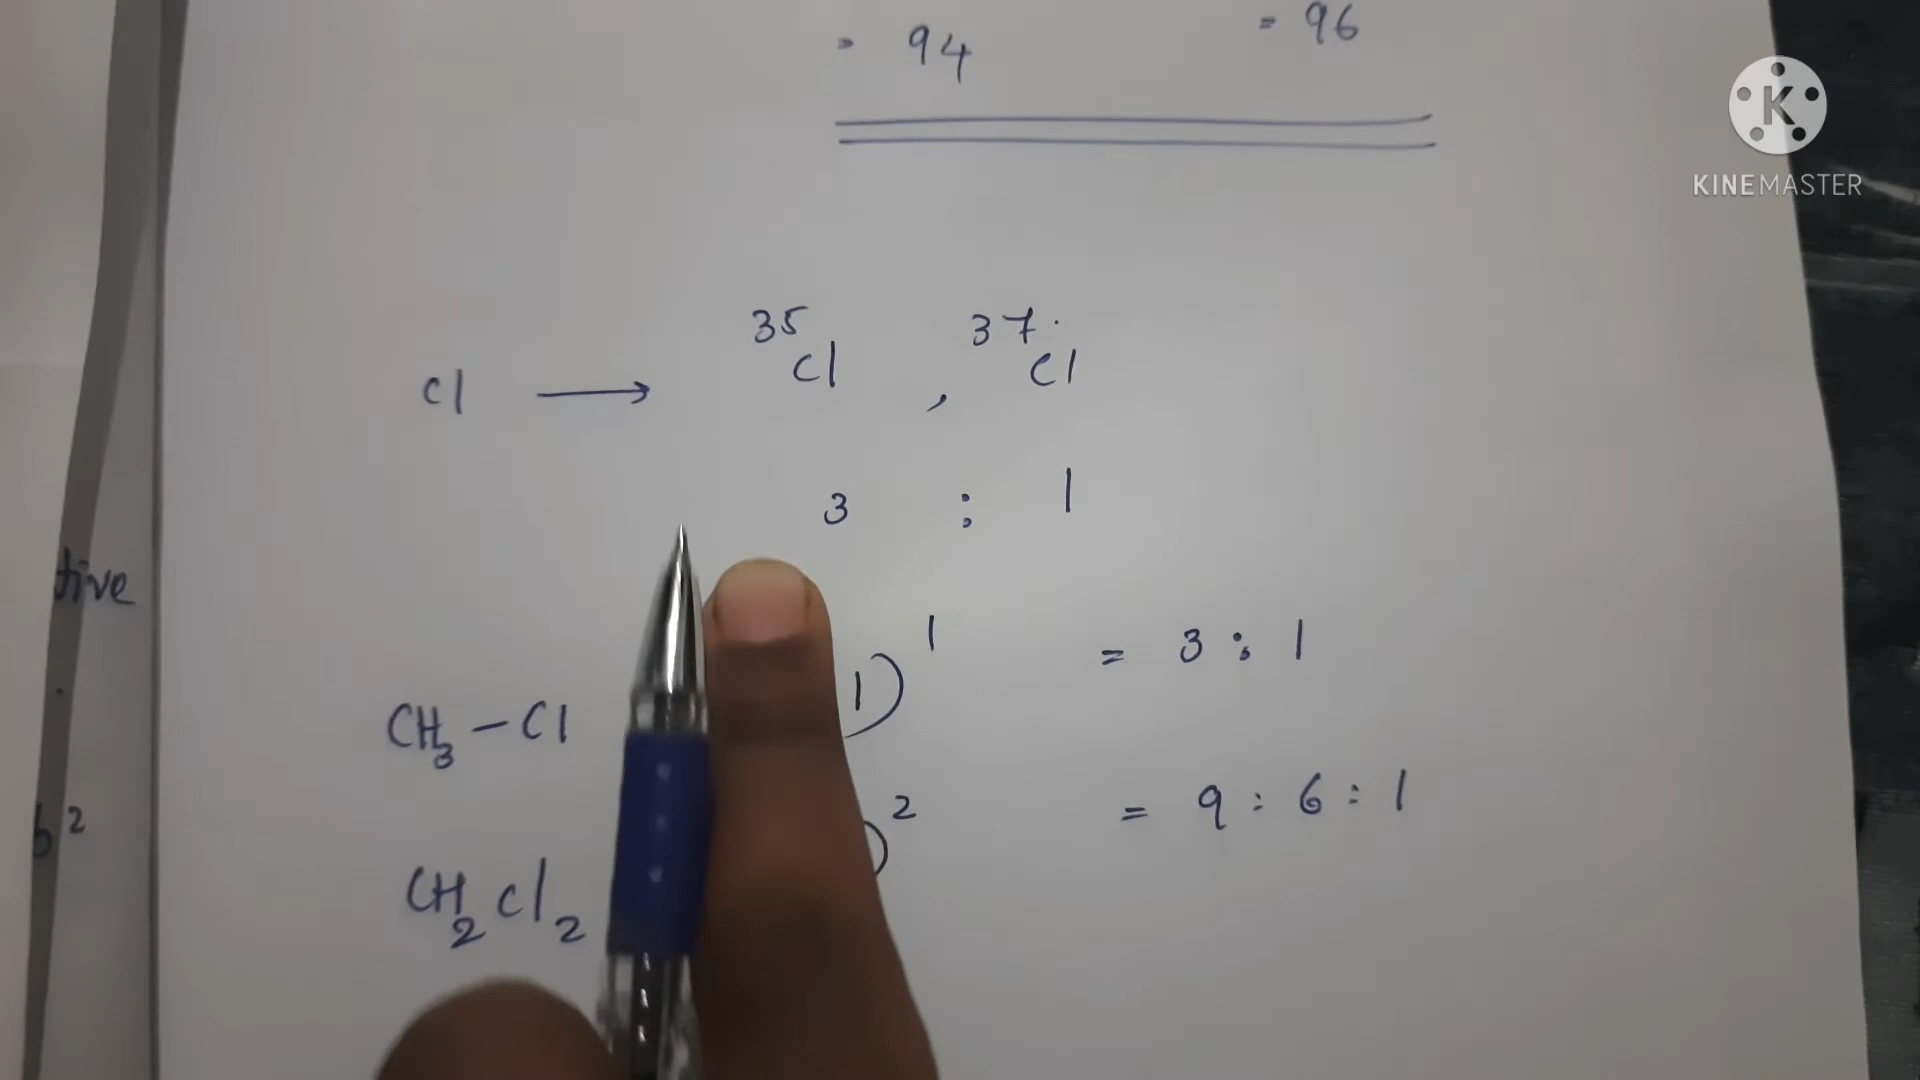 = 94 = 96
KINEMASTER
Cl ⟶ ³⁵Cl , ³⁷Cl
3 : 1
tive
1)¹ = 3 : 1
CH₃ – Cl
b²
)² = 9 : 6 : 1
CH₂Cl₂